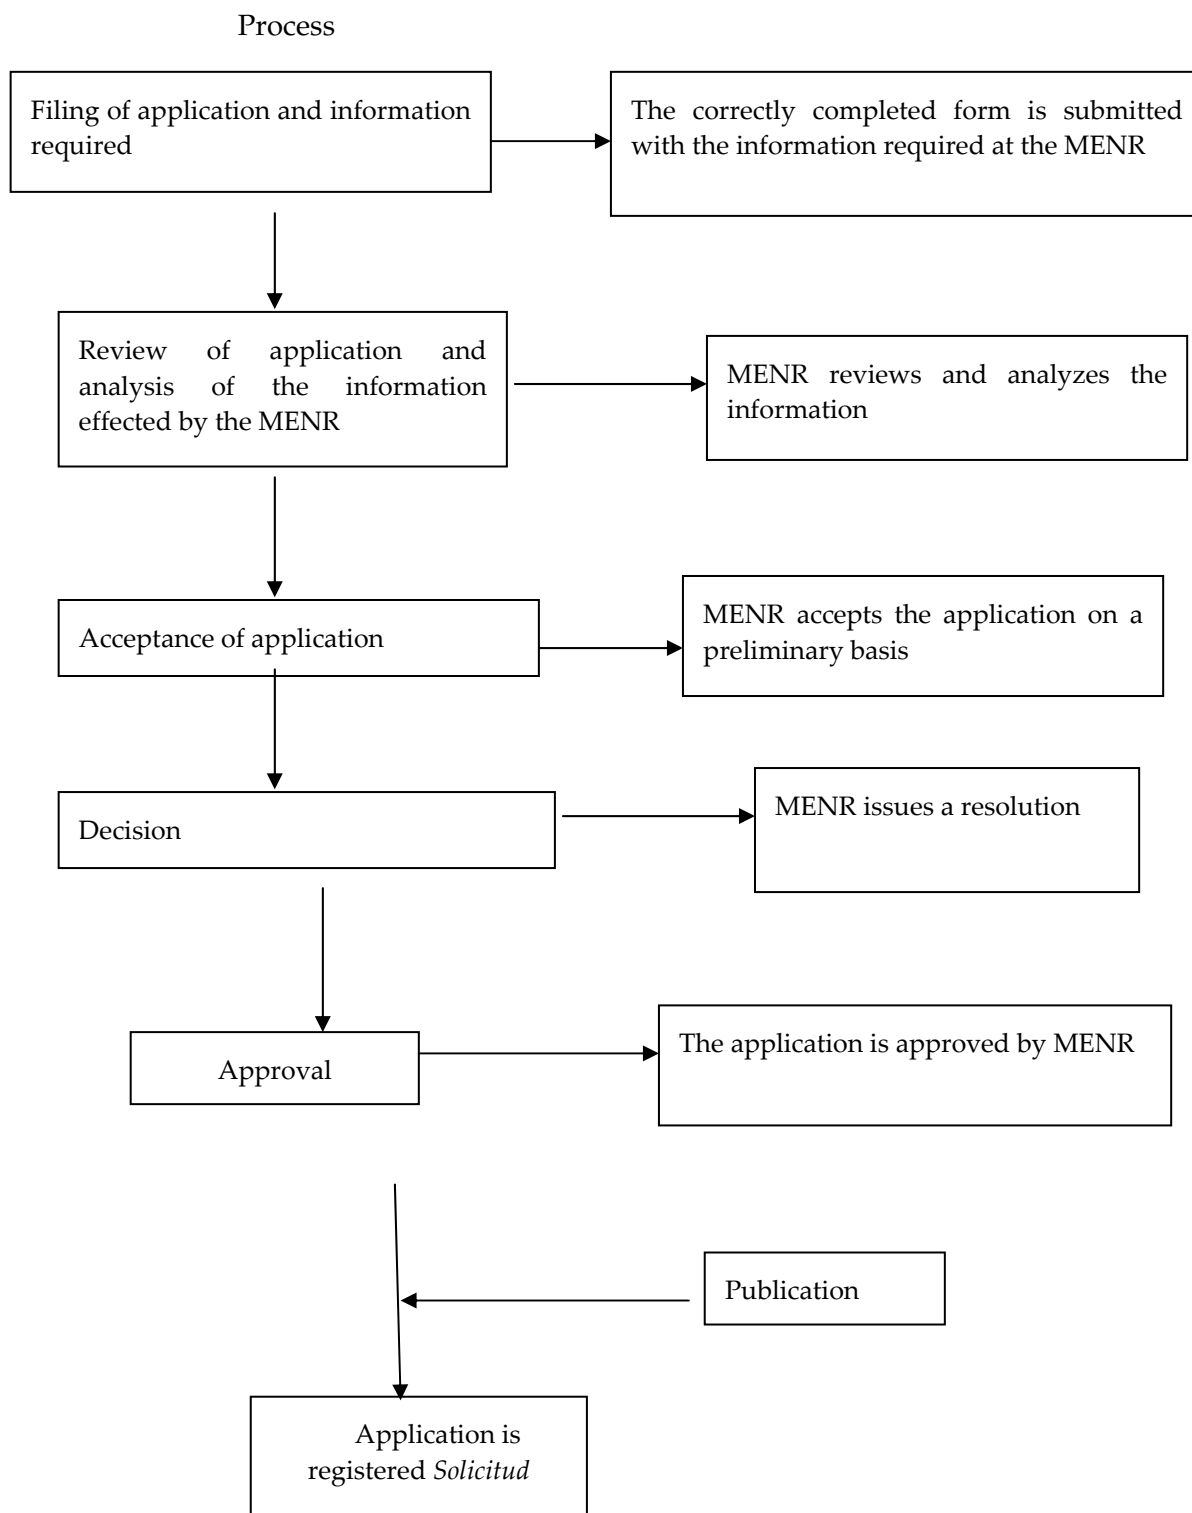 Process
Filing of application and information
required
The correctly completed form is submitted
with the information required at the MENR
Review of application and
analysis of the information
effected by the MENR
MENR reviews and analyzes the
information
Acceptance of application
MENR accepts the application on a
preliminary basis
Decision
MENR issues a resolution
Approval
The application is approved by MENR
Publication
Application is
registered Solicitud